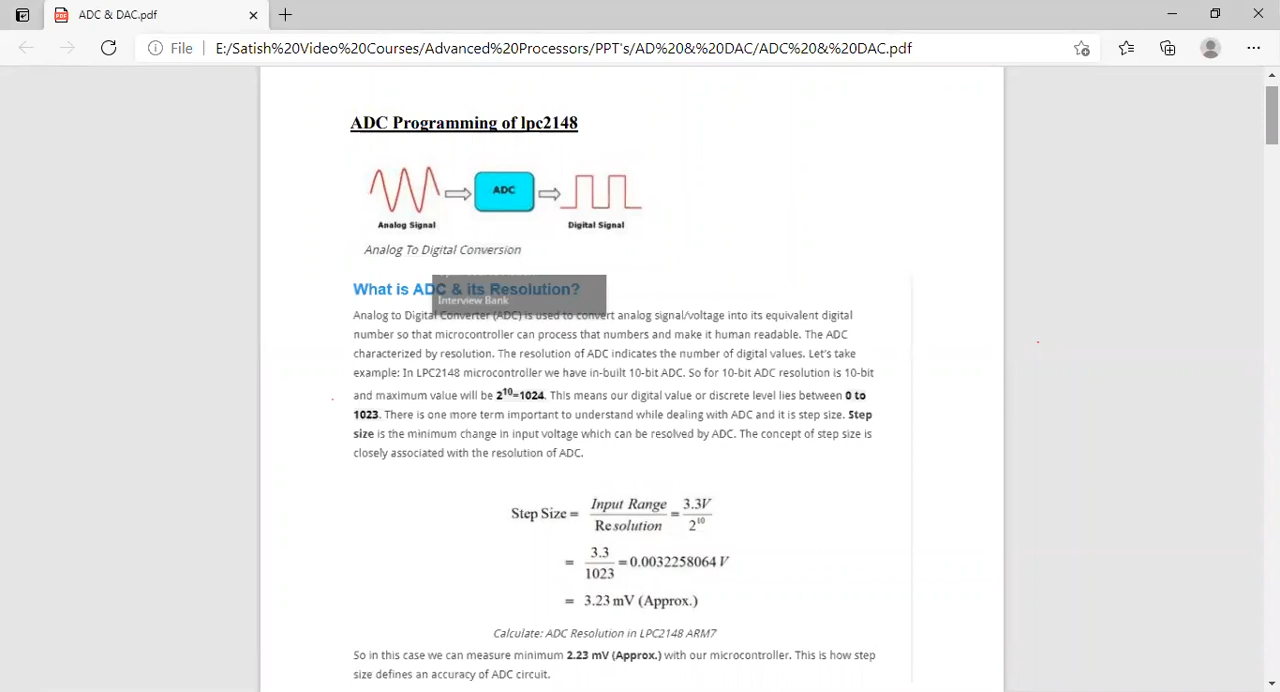 ADC & DAC.pdf
File | E:/Satish%20Video%20Courses/Advanced%20Processors/PPT's/AD%20&%20DAC/ADC%20&%20DAC.pdf
ADC Programming of lpc2148
ADC
Analog Signal
Digital Signal
Analog To Digital Conversion
What is ADC & its Resolution?
Interview Bank
Analog to Digital Converter (ADC) is used to convert analog signal/voltage into its equivalent digital
number so that microcontroller can process that numbers and make it human readable. The ADC
characterized by resolution. The resolution of ADC indicates the number of digital values. Let's take
example: In LPC2148 microcontroller we have in-built 10-bit ADC. So for 10-bit ADC resolution is 10-bit
and maximum value will be 2^10=1024. This means our digital value or discrete level lies between 0 to
1023. There is one more term important to understand while dealing with ADC and it is step size. Step
size is the minimum change in input voltage which can be resolved by ADC. The concept of step size is
closely associated with the resolution of ADC.
Step Size = Input Range / Resolution = 3.3V / 2^10
= 3.3 / 1023 = 0.0032258064 V
= 3.23 mV (Approx.)
Calculate: ADC Resolution in LPC2148 ARM7
So in this case we can measure minimum 2.23 mV (Approx.) with our microcontroller. This is how step
size defines an accuracy of ADC circuit.